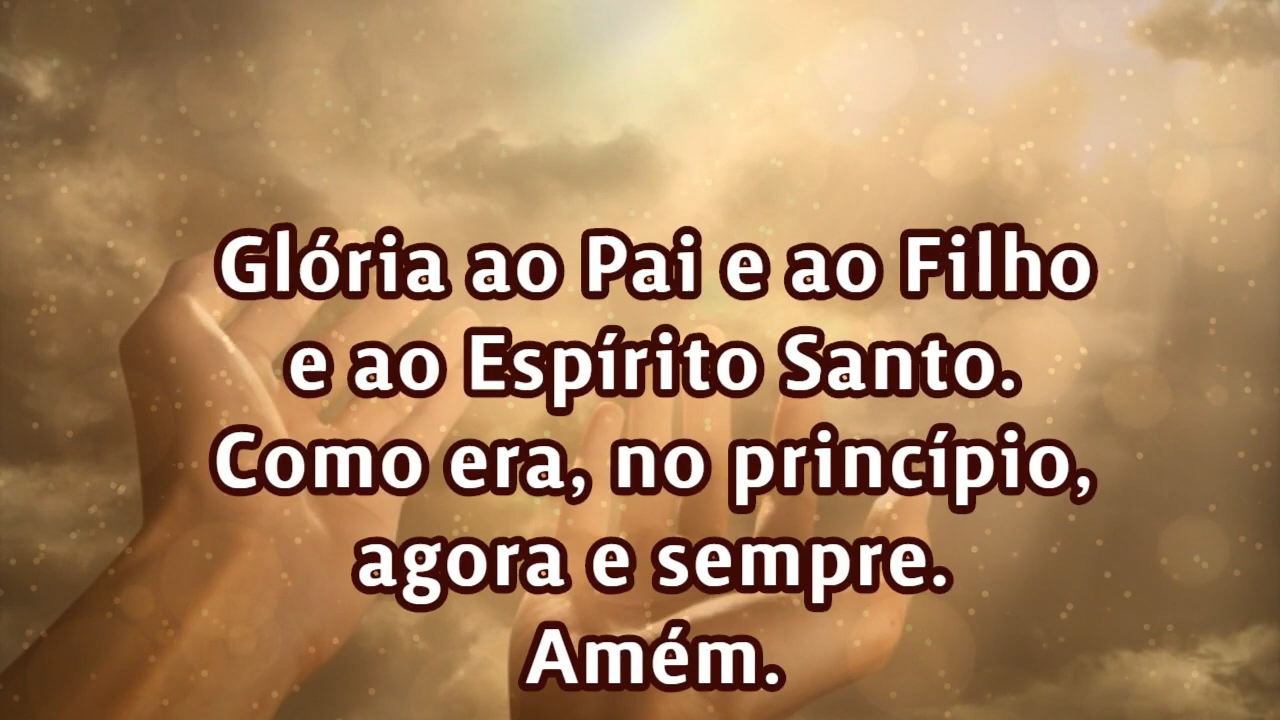 Glória ao Pai e ao Filho
e ao Espírito Santo.
Como era, no princípio,
agora e sempre.
Amém.